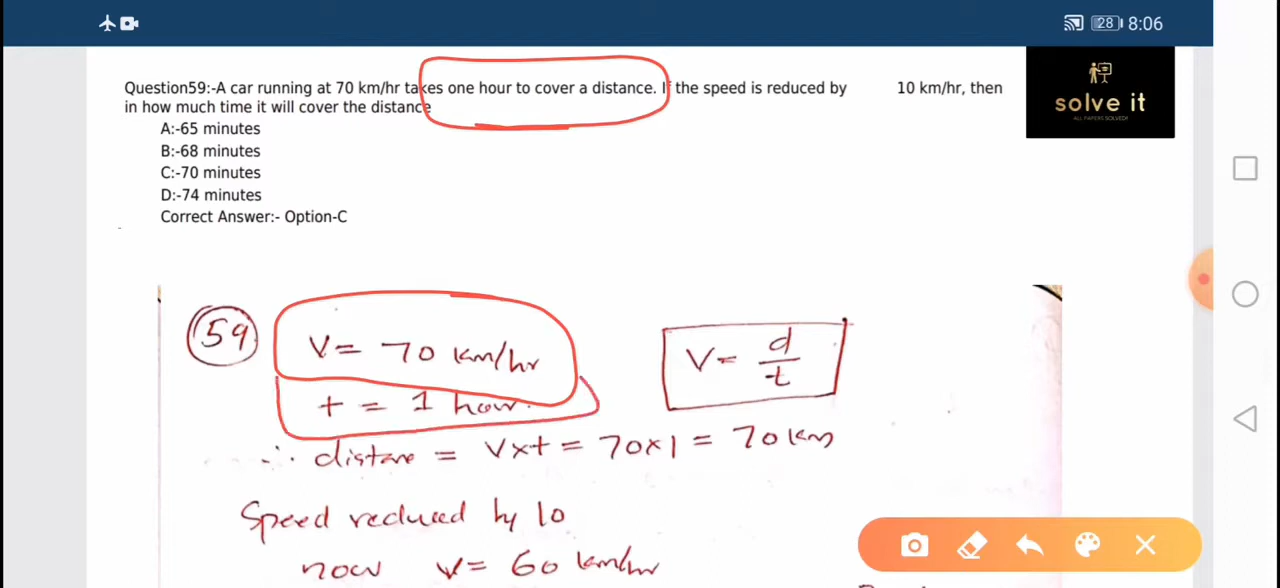 28 8:06
Question59:-A car running at 70 km/hr takes one hour to cover a distance. If the speed is reduced by 10 km/hr, then
in how much time it will cover the distance
A:-65 minutes
B:-68 minutes
C:-70 minutes
D:-74 minutes
Correct Answer:- Option-C
solve it
ALL PAPERS SOLVED!
59
V = 70 km/hr
V = d/t
t = 1 hour.
∴ distance = V×t = 70×1 = 70 km
Speed reduced by 10
now V = 60 km/hr